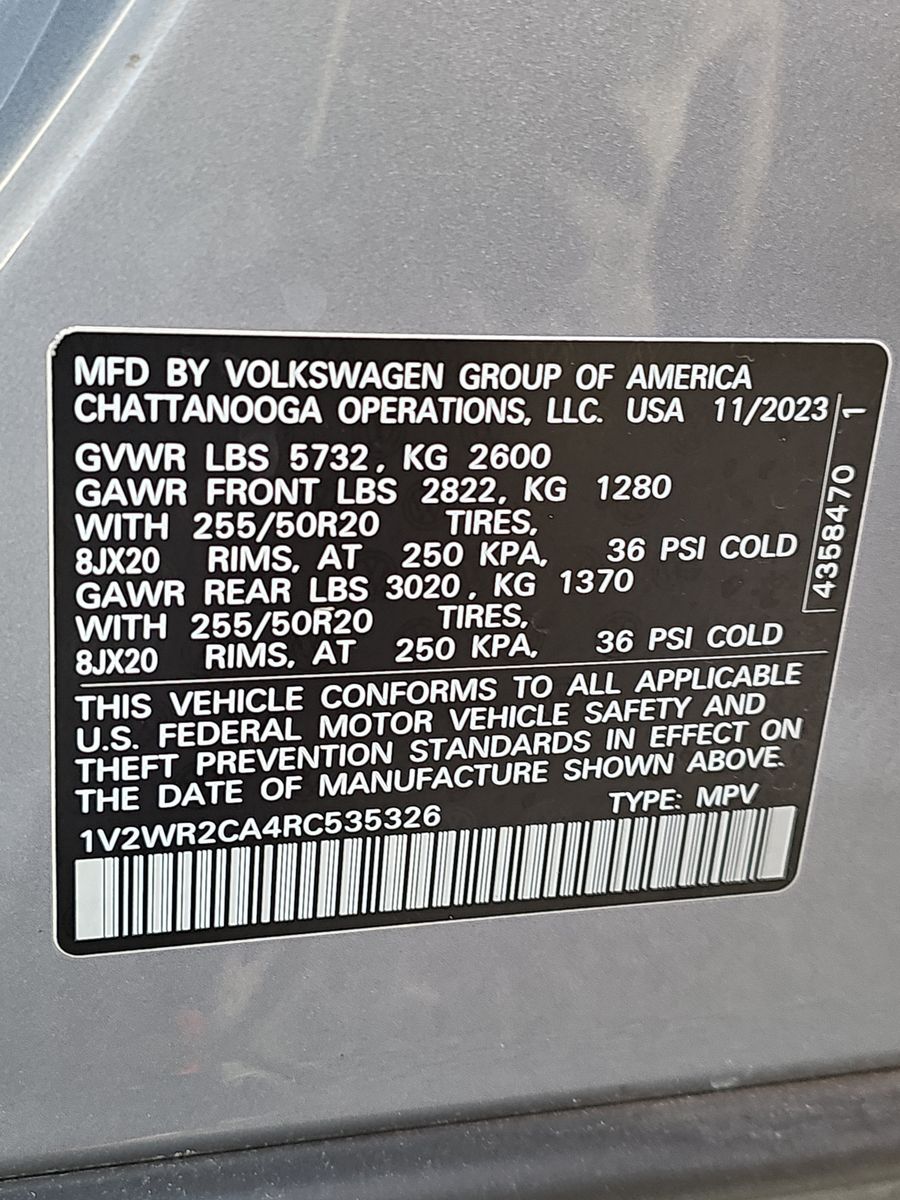 MFD BY VOLKSWAGEN GROUP OF AMERICA
CHATTANOOGA OPERATIONS, LLC. USA 11/2023
GVWR LBS 5732, KG 2600
GAWR FRONT LBS 2822, KG 1280
WITH 255/50R20 TIRES,
8JX20 RIMS, AT 250 KPA, 36 PSI COLD
GAWR REAR LBS 3020, KG 1370
WITH 255/50R20 TIRES,
8JX20 RIMS, AT 250 KPA, 36 PSI COLD
4358470 1
THIS VEHICLE CONFORMS TO ALL APPLICABLE
U.S. FEDERAL MOTOR VEHICLE SAFETY AND
THEFT PREVENTION STANDARDS IN EFFECT ON
THE DATE OF MANUFACTURE SHOWN ABOVE.
TYPE: MPV
1V2WR2CA4RC535326